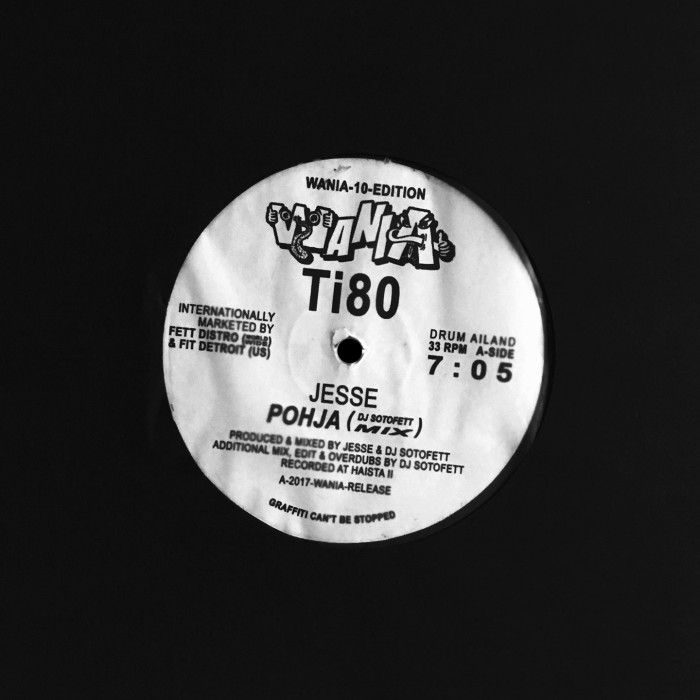 WANIA-10-EDITION
WANIA
Ti80
INTERNATIONALLY
MARKETED BY
FETT DISTRO (WORLD
& FIT DETROIT (US)
DRUM AILAND
33 RPM A-SIDE
7:05
JESSE
POHJA (DJ SOTOFETT
MIX)
PRODUCED & MIXED BY JESSE & DJ SOTOFETT
ADDITIONAL MIX, EDIT & OVERDUBS BY DJ SOTOFETT
RECORDED AT HAISTA II
A-2017-WANIA-RELEASE
GRAFFITI CAN'T BE STOPPED